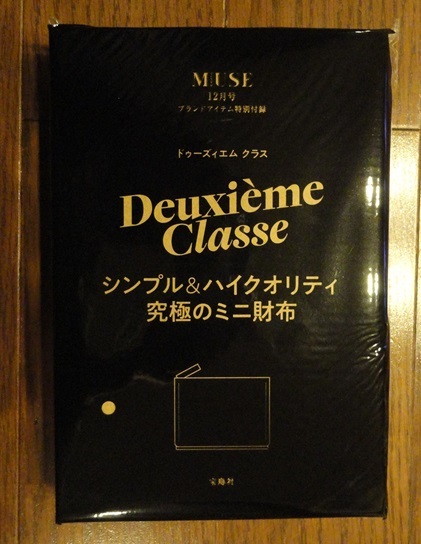 MUSE
12月号
ブランドアイテム特別付録
ドゥーズィエム クラス
Deuxième
Classe
シンプル&ハイクオリティ
究極のミニ財布
宝島社